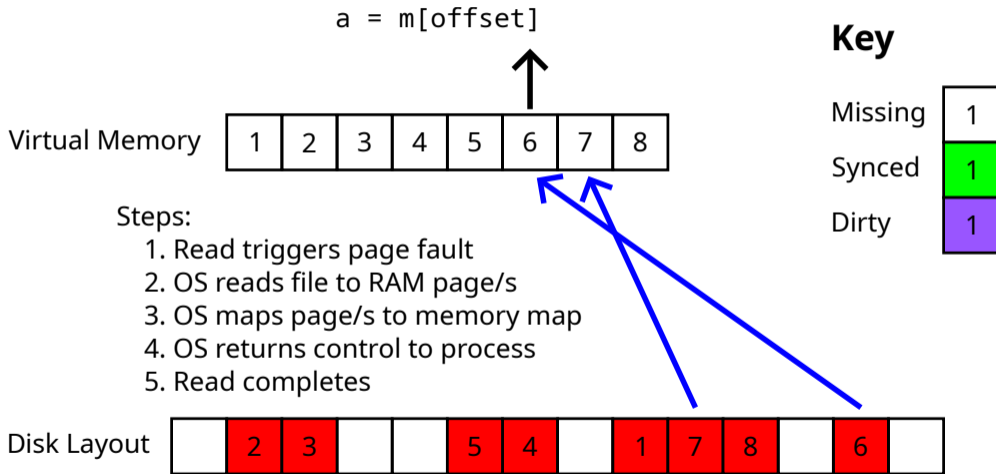 a = m[offset]
Key
Missing 1
Synced 1
Dirty 1
Virtual Memory 1 2 3 4 5 6 7 8
Steps:
1. Read triggers page fault
2. OS reads file to RAM page/s
3. OS maps page/s to memory map
4. OS returns control to process
5. Read completes
Disk Layout 2 3 5 4 1 7 8 6